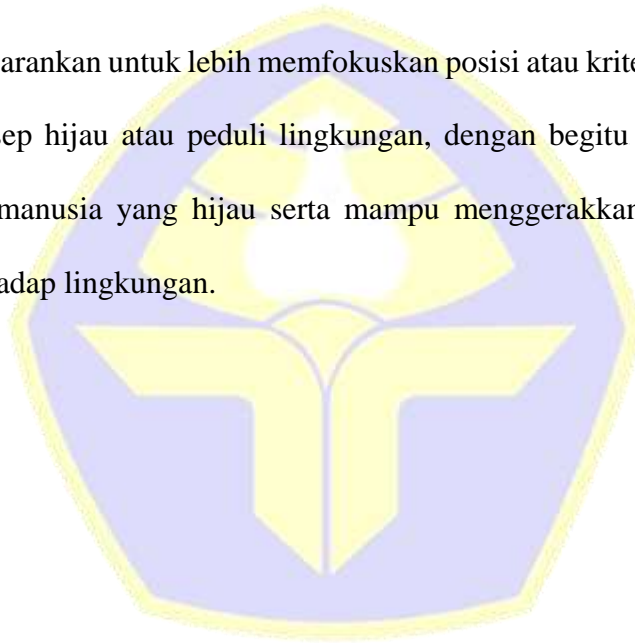 arankan untuk lebih memfokuskan posisi atau krite
ep hijau atau peduli lingkungan, dengan begitu
manusia yang hijau serta mampu menggerakkan
adap lingkungan.